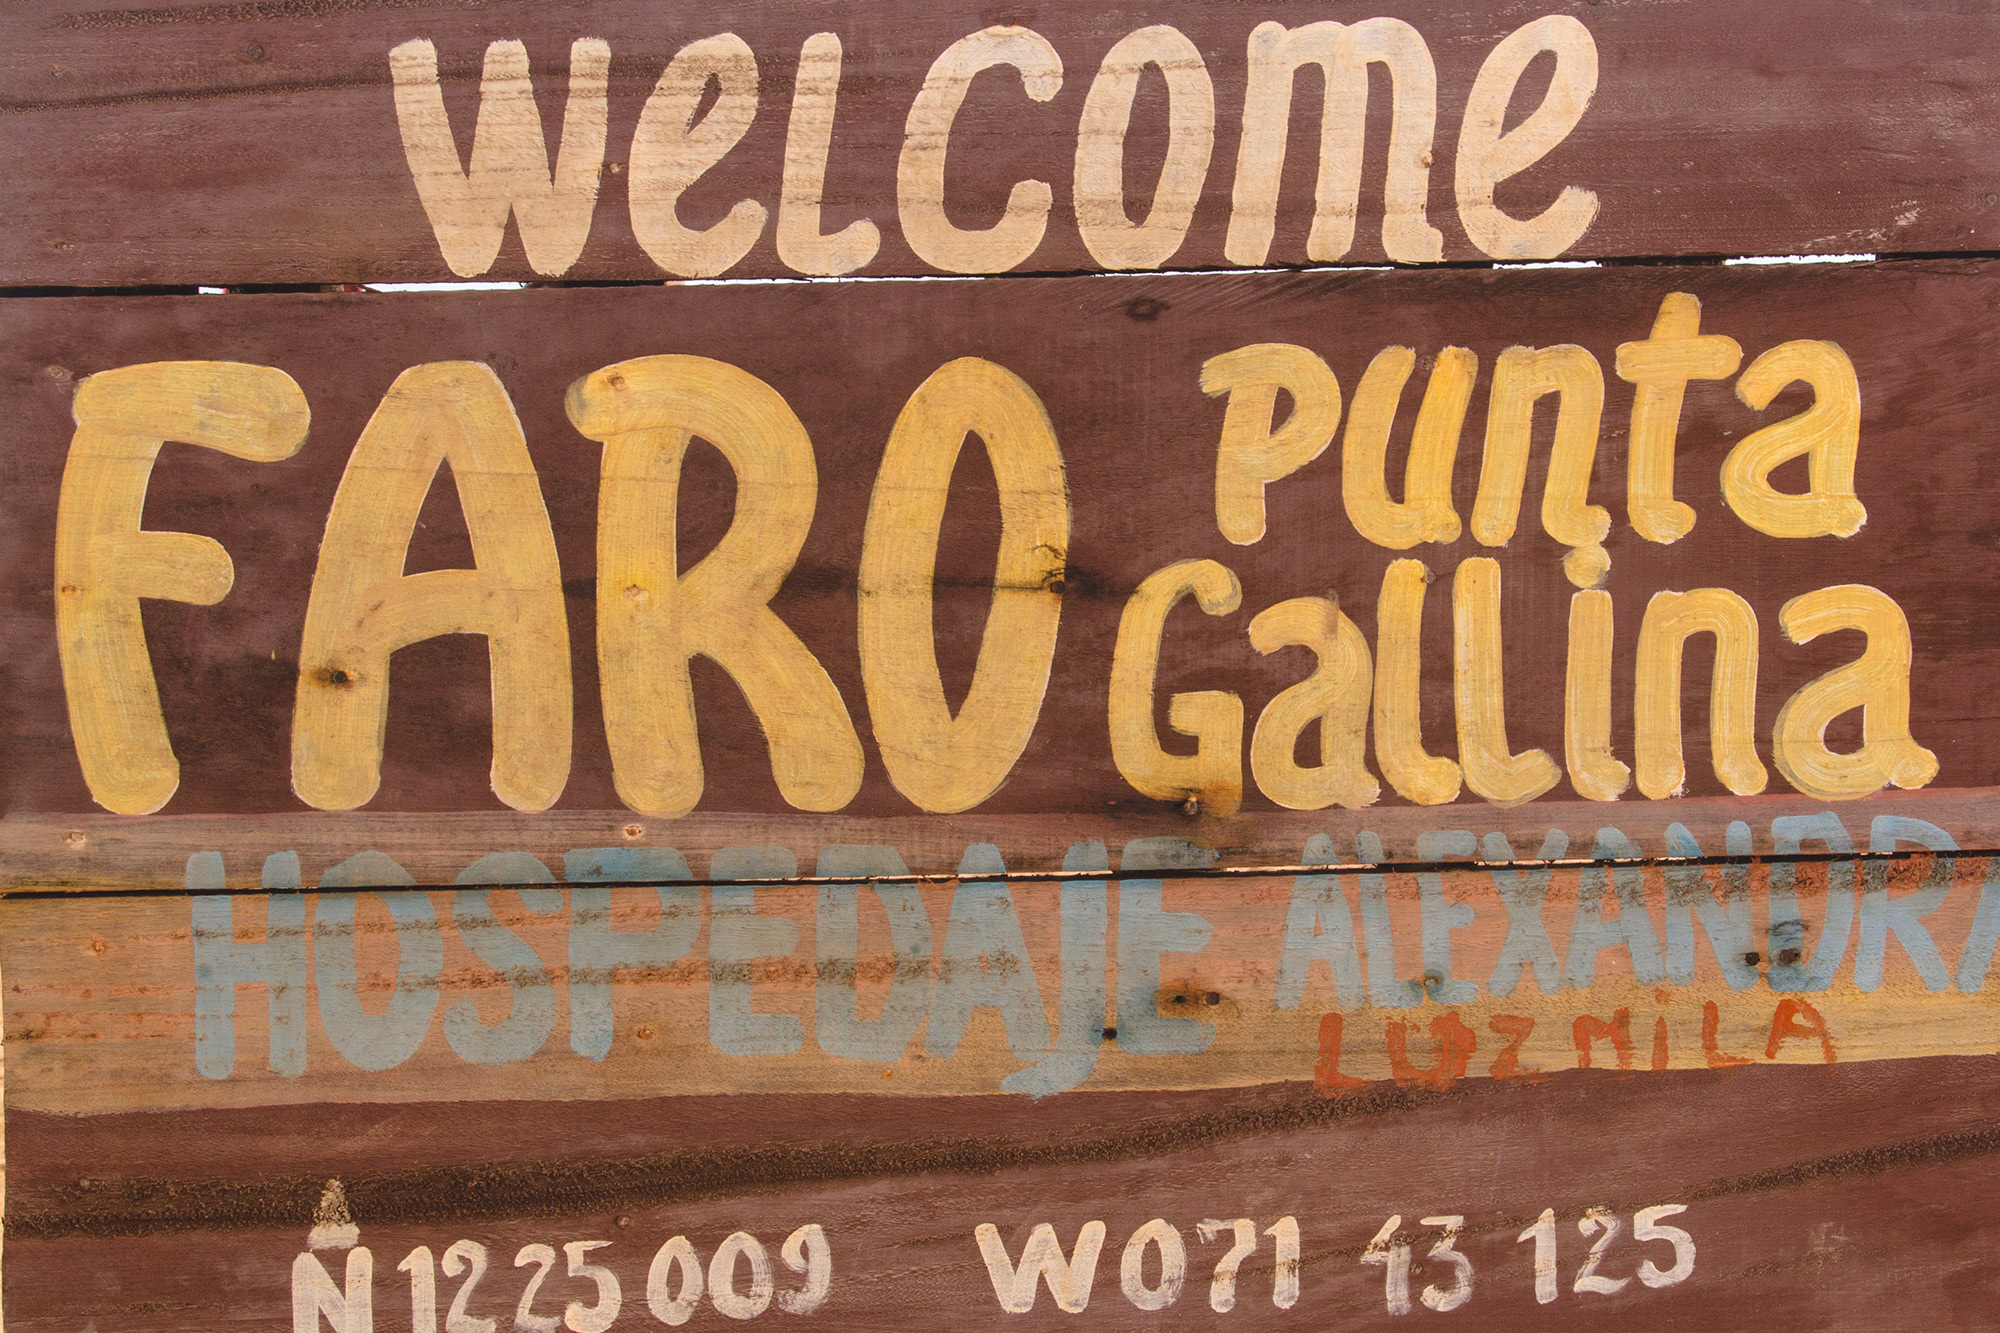 welcome
FARO
Punta
Gallina
HOSPEDAJE ALEXANDRA
LUZMiLA
N 12 25 009 W071 43 125